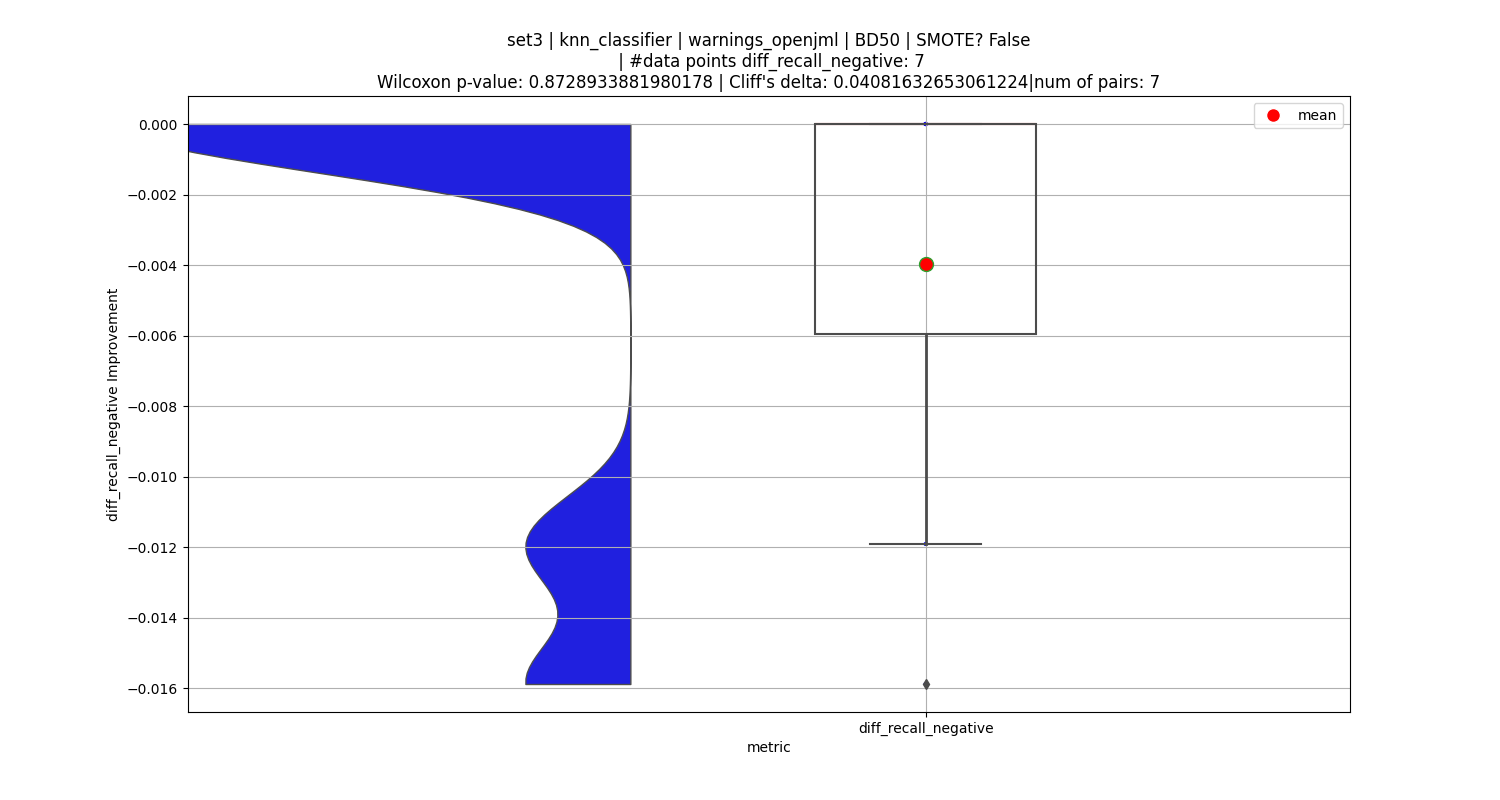 set3 | knn_classifier | warnings_openjml | BD50 | SMOTE? False
| #data points diff_recall_negative: 7
Wilcoxon p-value: 0.8728933881980178 | Cliff's delta: 0.04081632653061224|num of pairs: 7
mean
0.000
−0.002
−0.004
−0.006
−0.008
−0.010
−0.012
−0.014
−0.016
diff_recall_negative Improvement
diff_recall_negative
metric